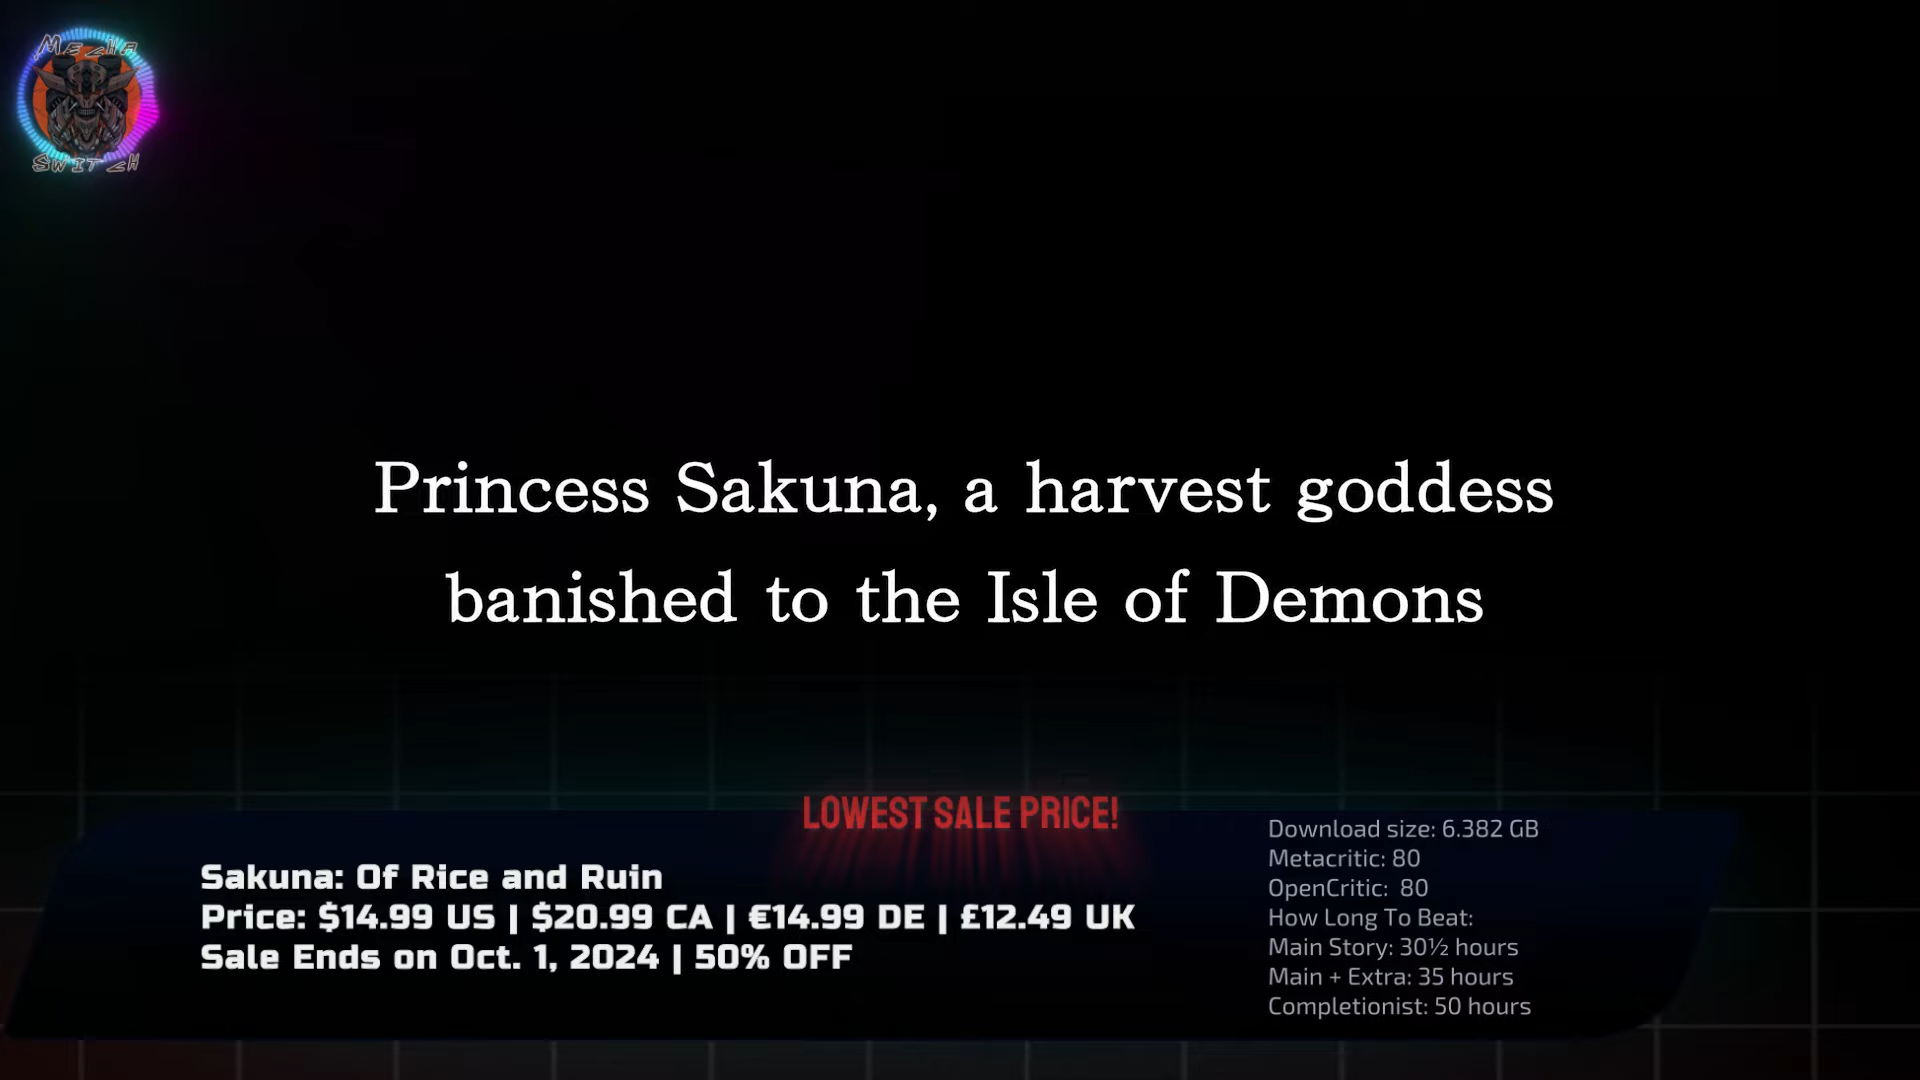 MECHA
SWITCH
Princess Sakuna, a harvest goddess
banished to the Isle of Demons
LOWEST SALE PRICE!
Sakuna: Of Rice and Ruin
Price: $14.99 US | $20.99 CA | €14.99 DE | £12.49 UK
Sale Ends on Oct. 1, 2024 | 50% OFF
Download size: 6.382 GB
Metacritic: 80
OpenCritic: 80
How Long To Beat:
Main Story: 30½ hours
Main + Extra: 35 hours
Completionist: 50 hours